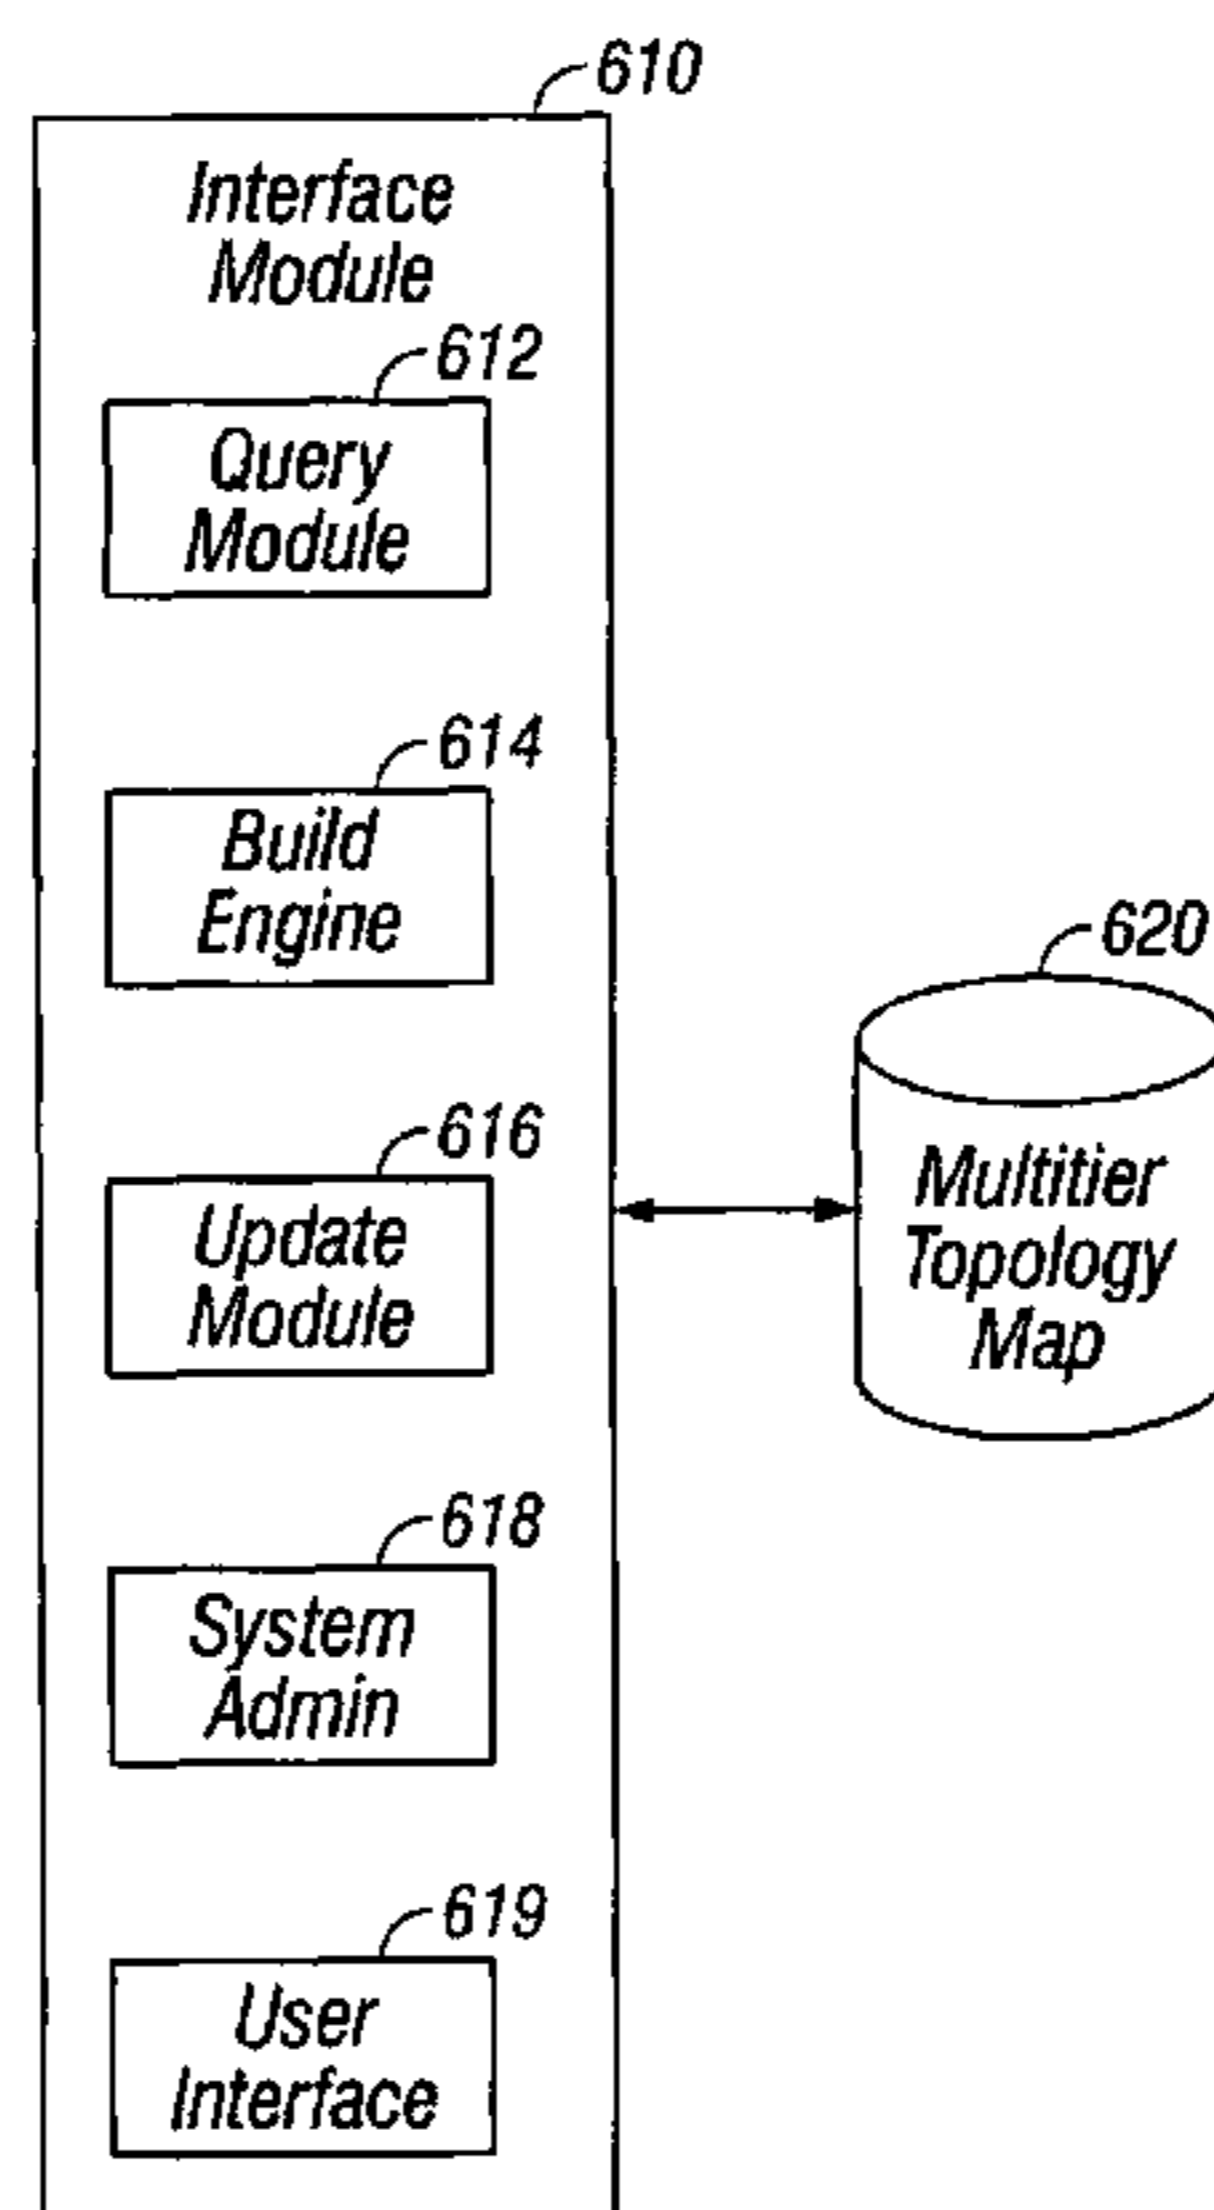 610
Interface
Module
612
Query
Module
614
Build
Engine
620
616
Update
Module
Multitier
Topology
Map
618
System
Admin
619
User
Interface